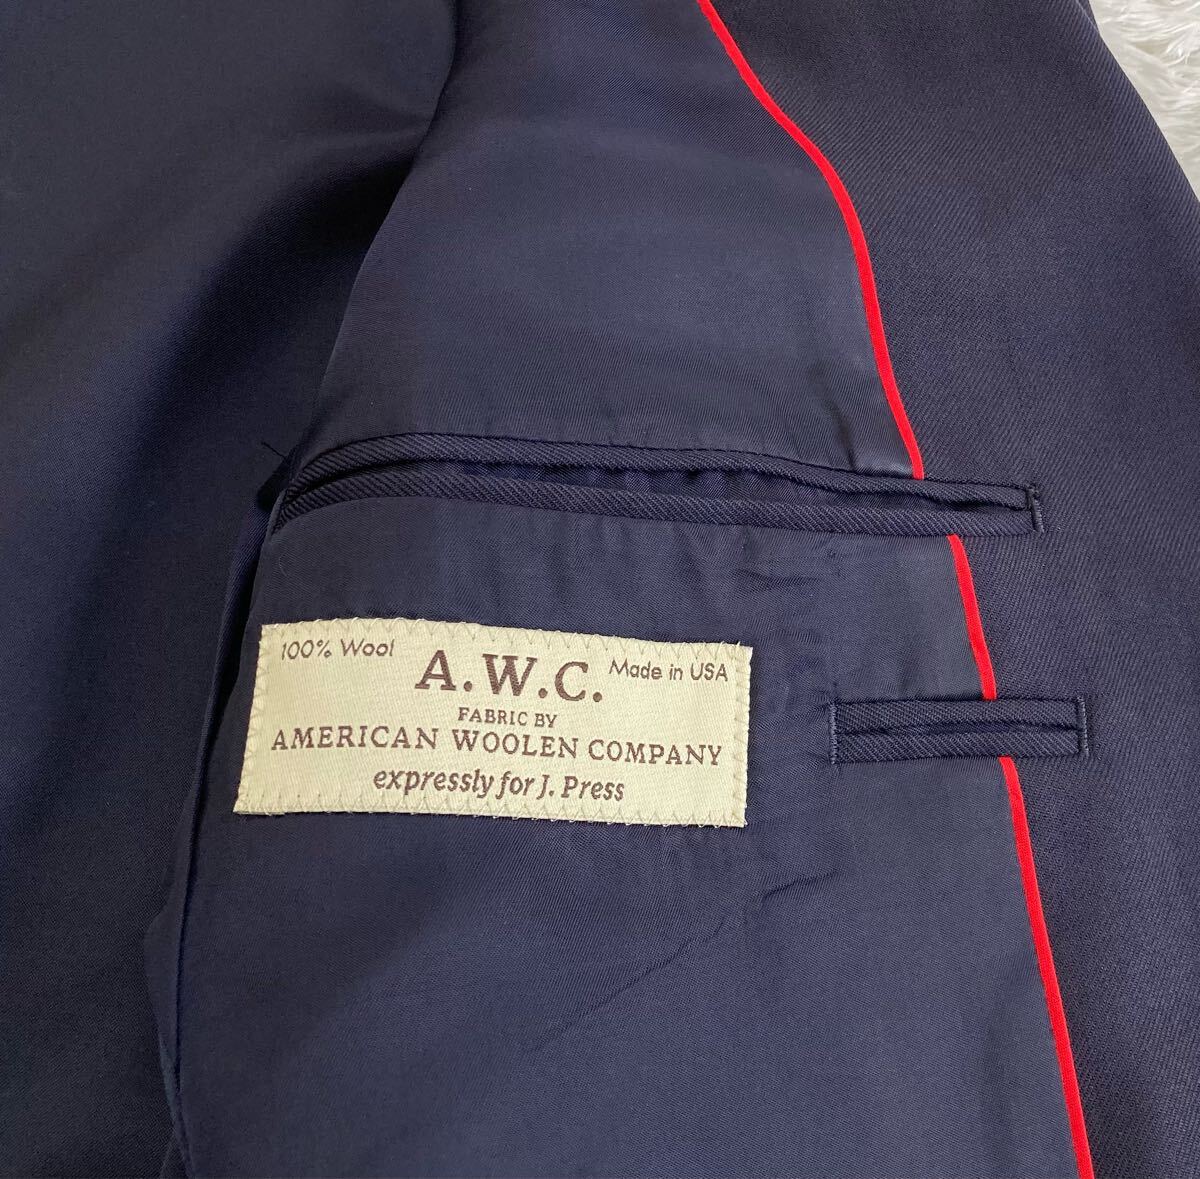 100% Wool
A.W.C.
Made in USA
FABRIC BY
AMERICAN WOOLEN COMPANY
expressly for J. Press